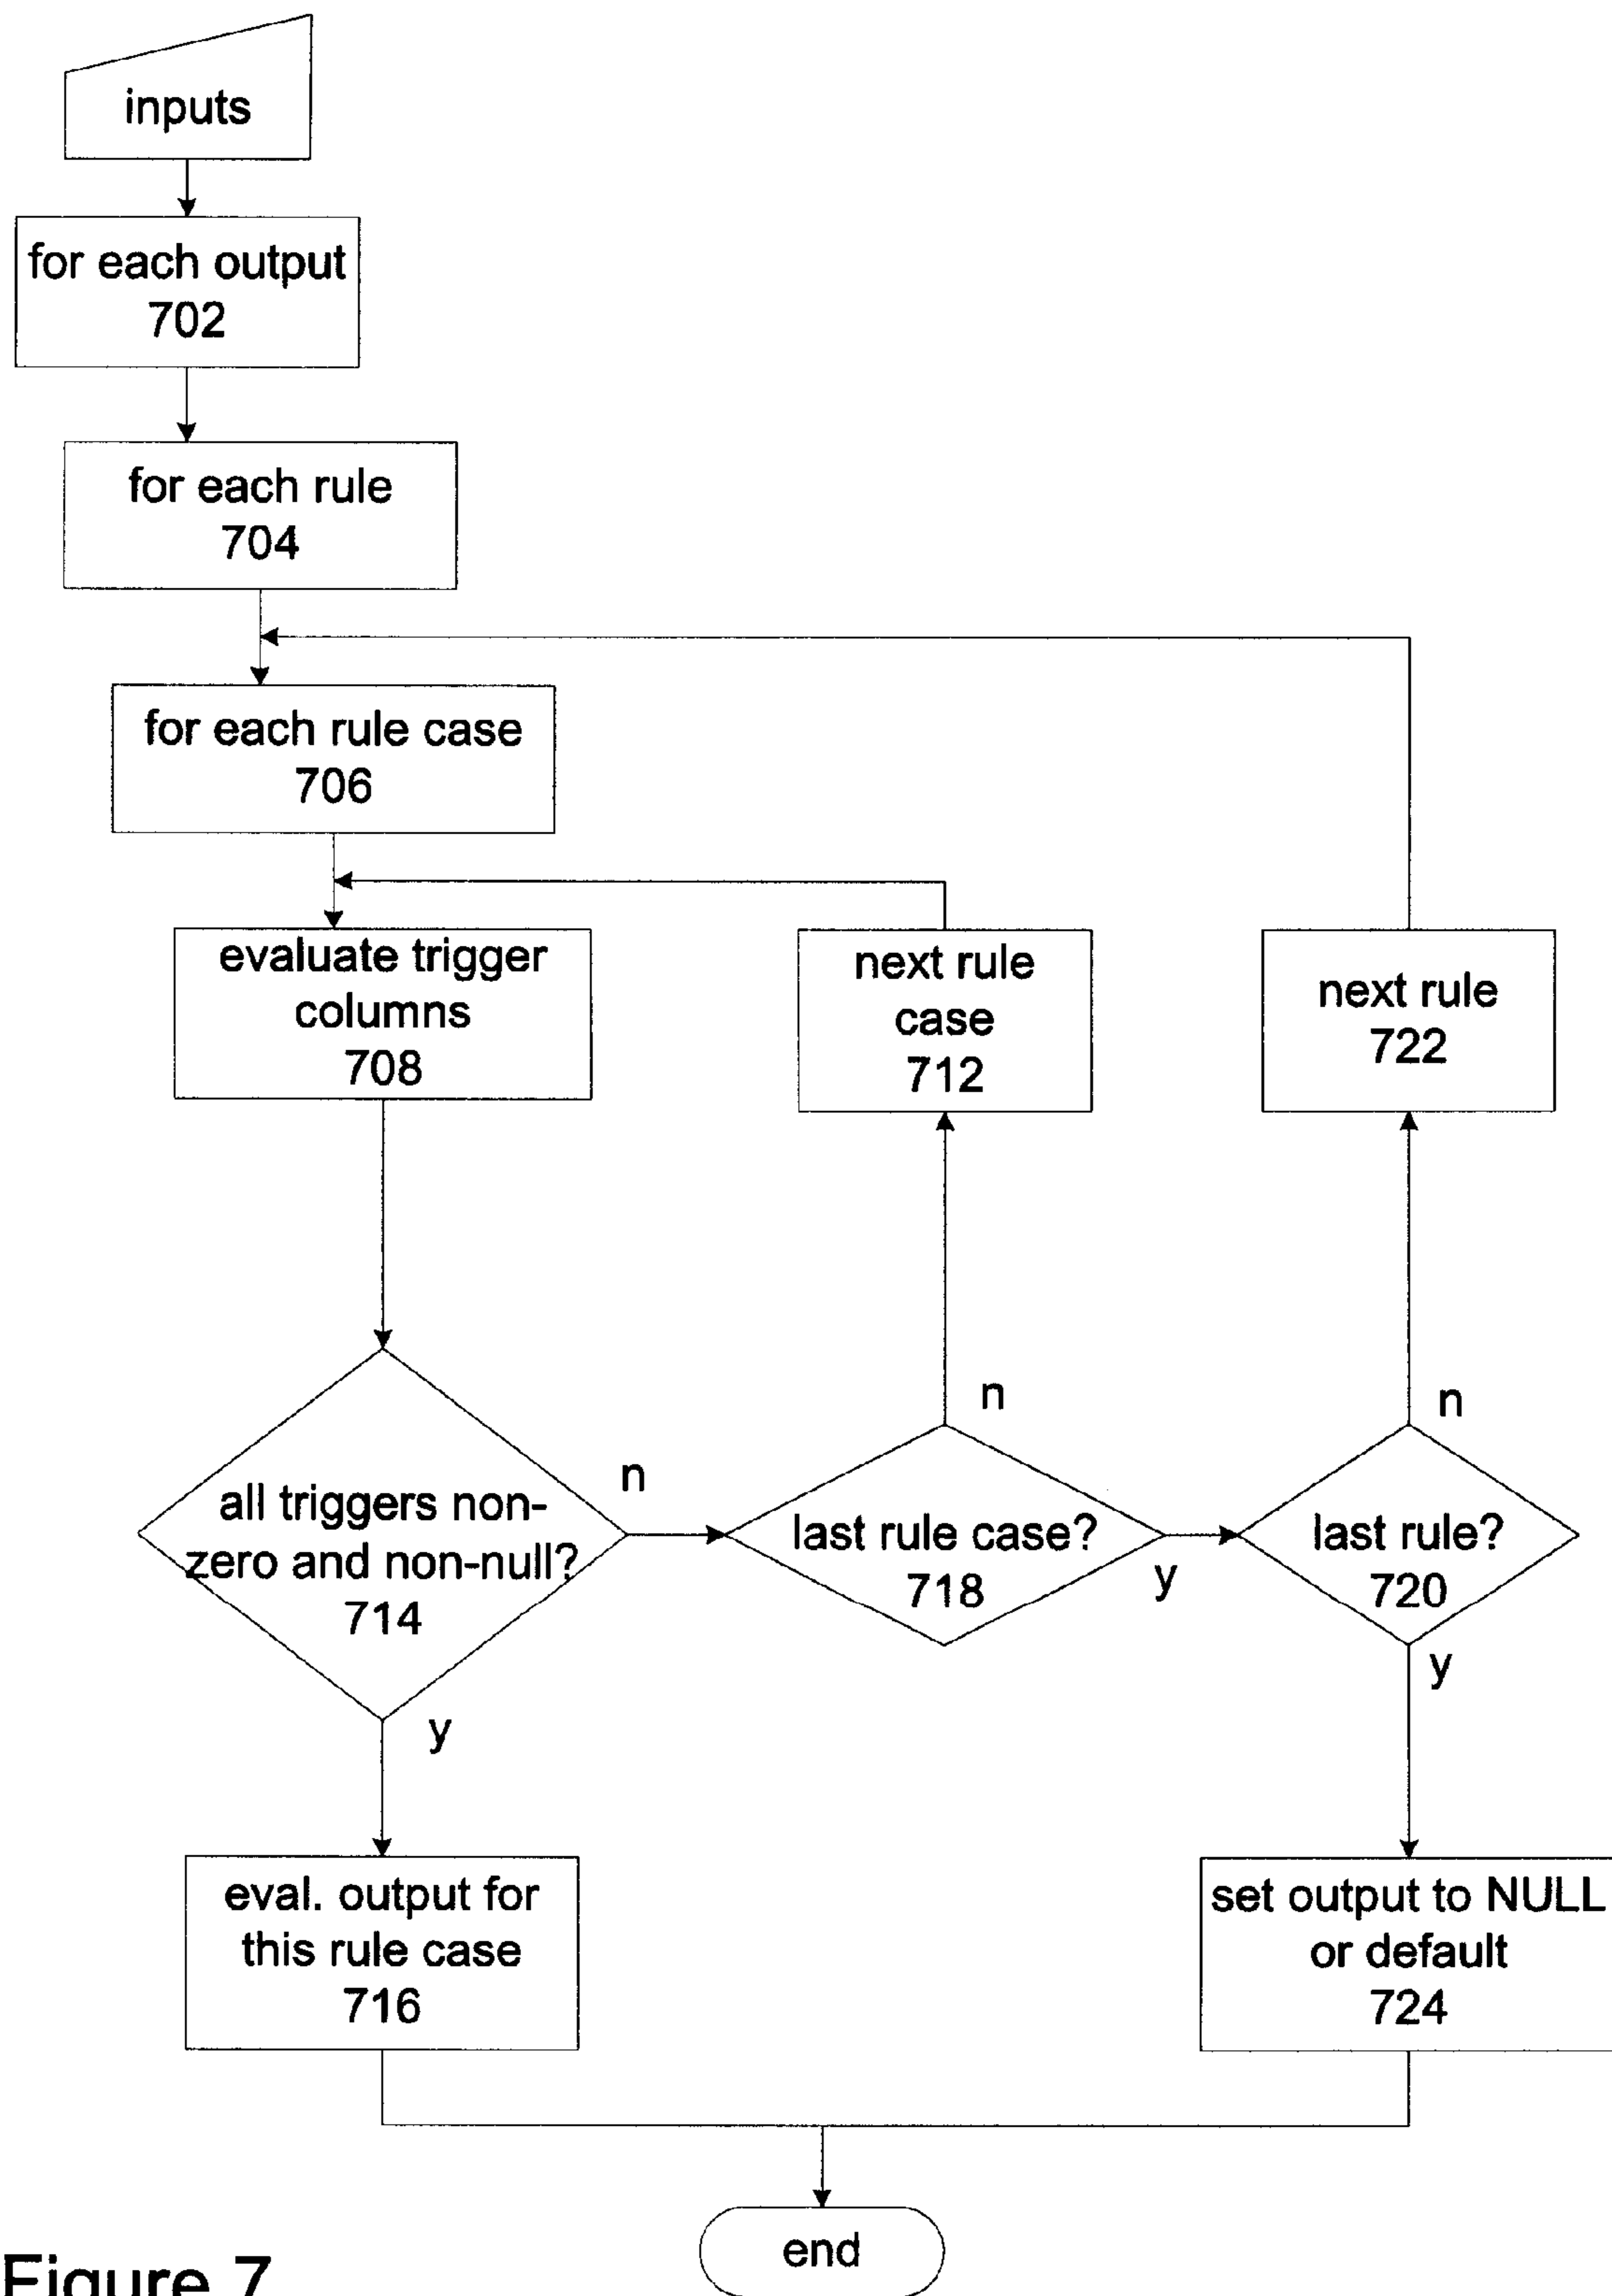 inputs
for each output
702
for each rule
704
for each rule case
706
evaluate trigger
columns
708
next rule
case
712
next rule
722
all triggers non-
zero and non-null?
714
n
y
last rule case?
718
n
y
last rule?
720
n
y
eval. output for
this rule case
716
set output to NULL
or default
724
end
Figure 7